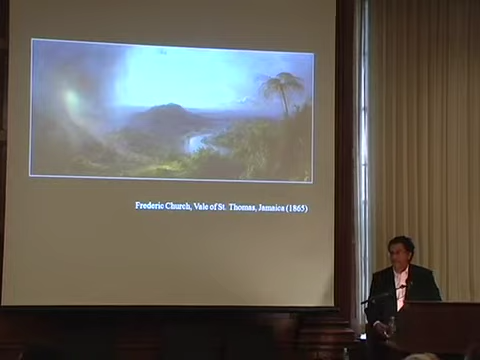 Frederic Church, Vale of St. Thomas, Jamaica (1865)